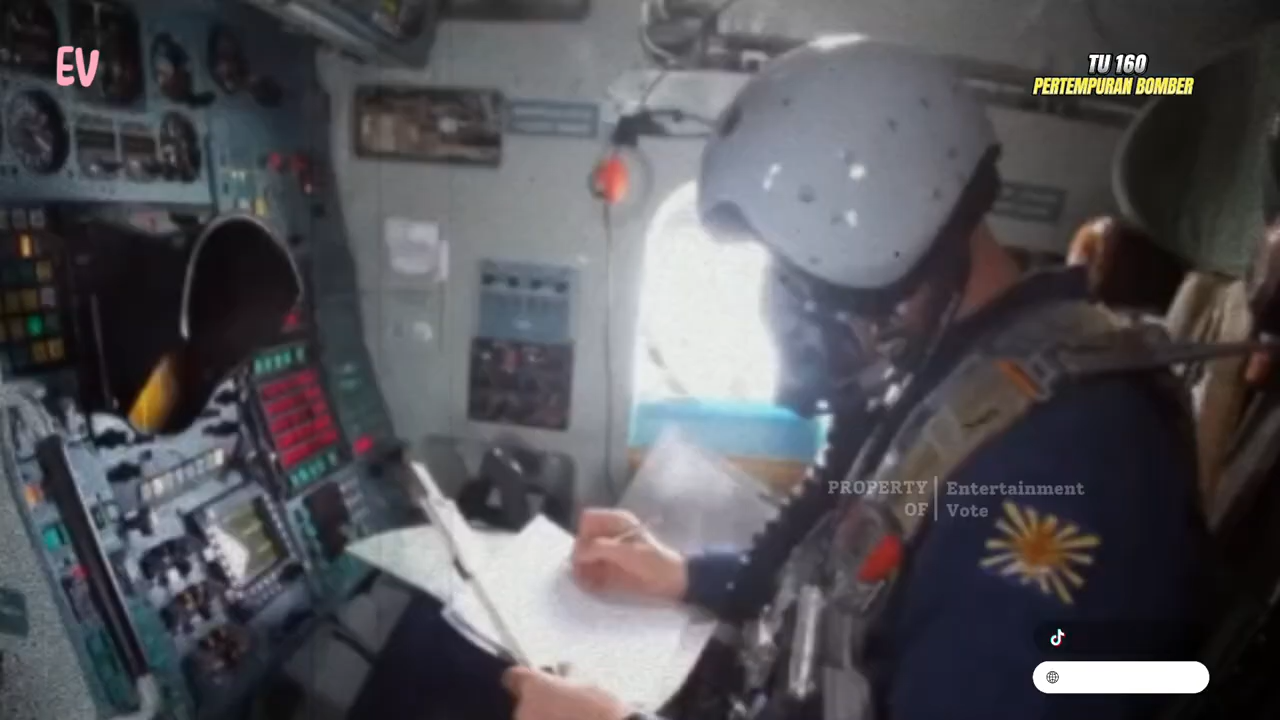 EV
TU 160
PERTEMPURAN BOMBER
PROPERTY OF
Entertainment Vote